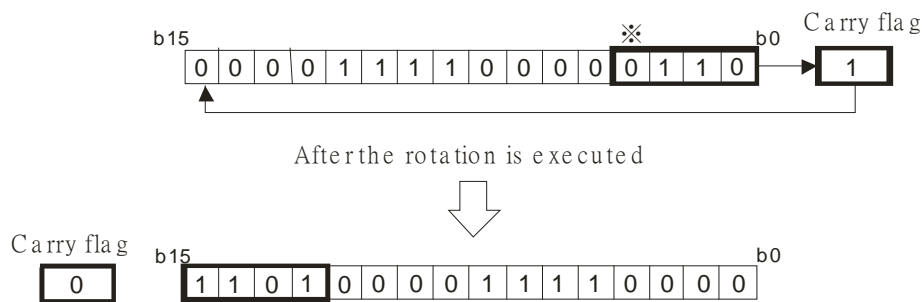 Carry flag
b15 ※ b0
0 0 0 0 1 1 1 1 0 0 0 0 0 1 1 0 1
After the rotation is executed
Carry flag
b15 b0
0 1 1 0 1 0 0 0 0 1 1 1 1 0 0 0 0